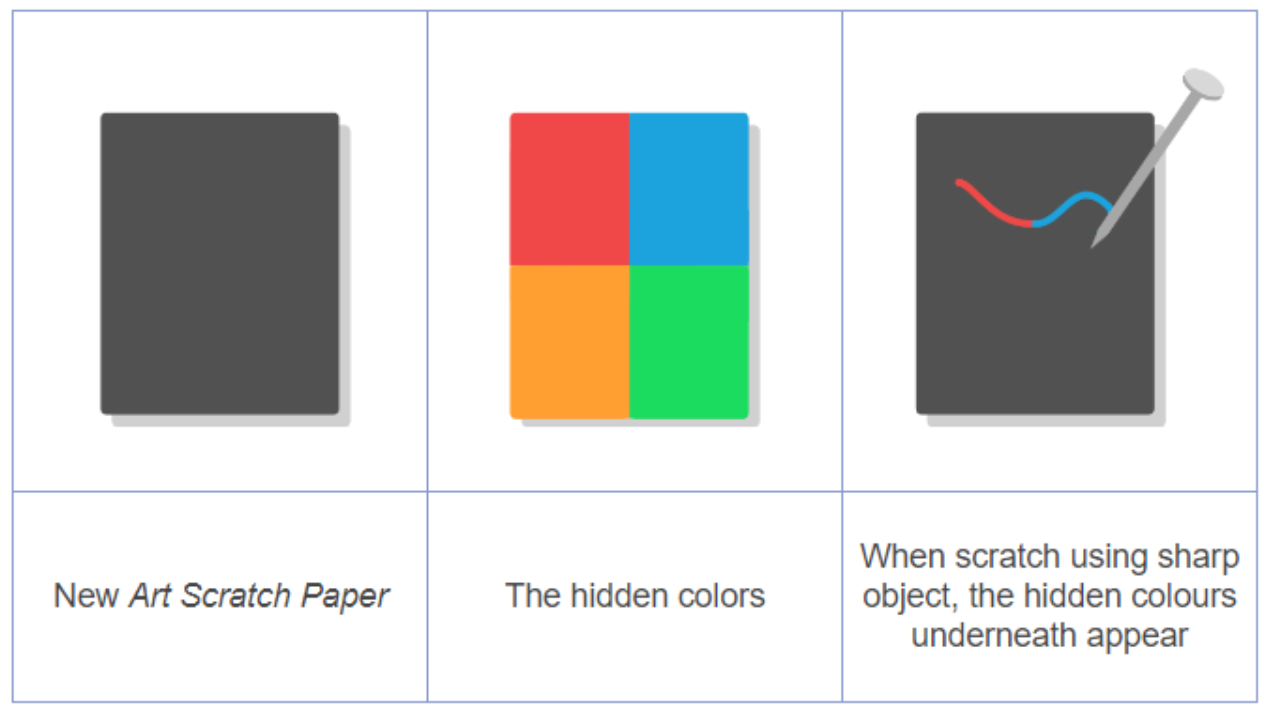 New Art Scratch Paper
The hidden colors
When scratch using sharp
object, the hidden colours
underneath appear